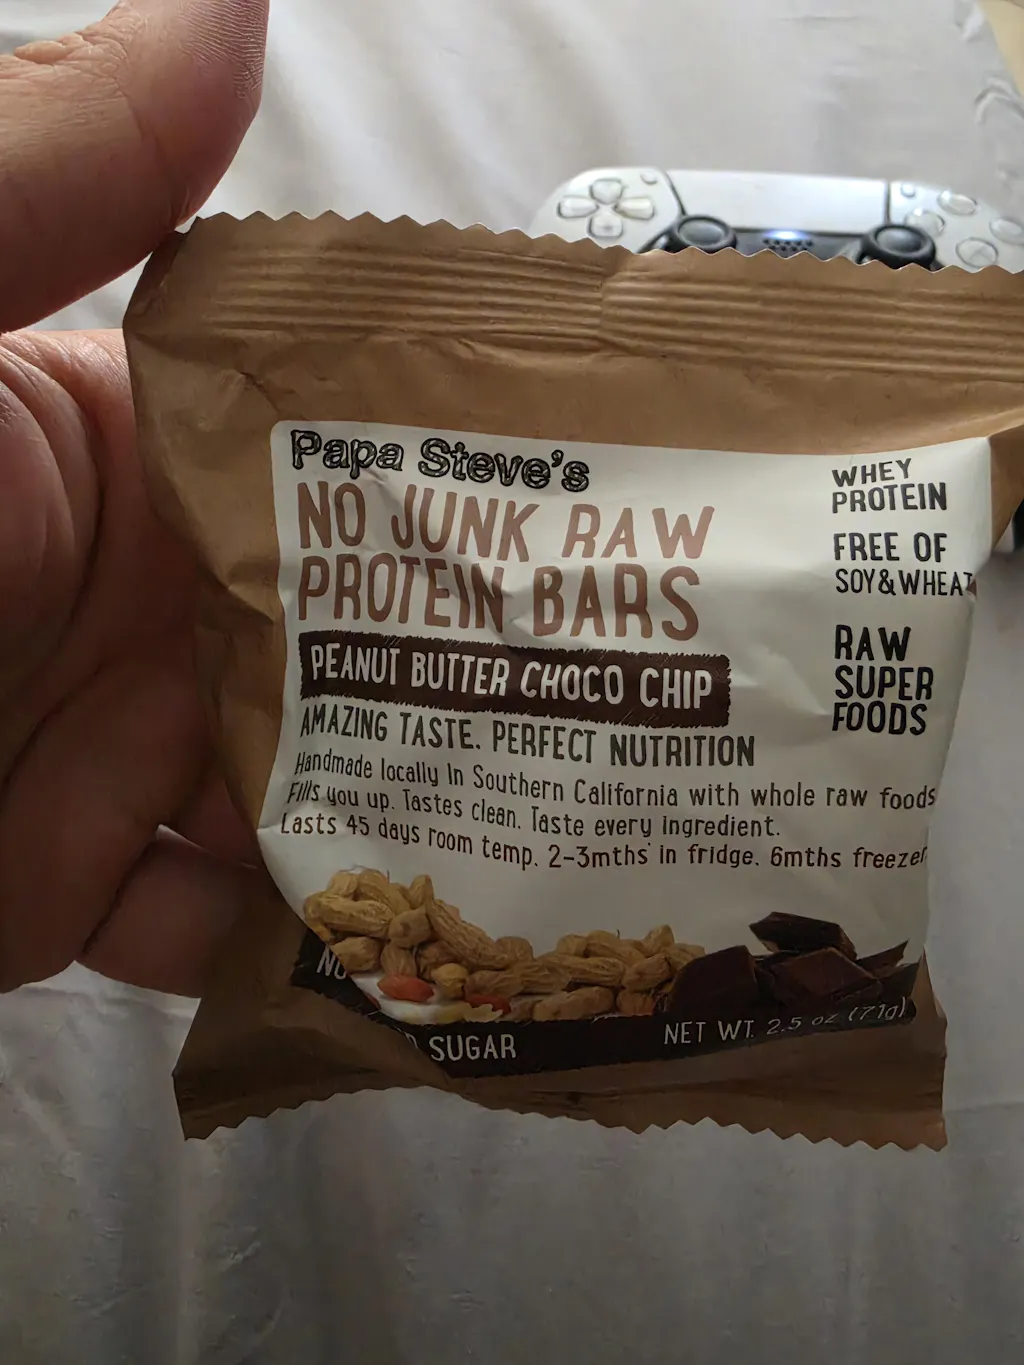 Papa Steve's
NO JUNK RAW
PROTEIN BARS
PEANUT BUTTER CHOCO CHIP
AMAZING TASTE. PERFECT NUTRITION
Handmade locally In Southern California with whole raw foods
Fills you up. Tastes clean. Taste every ingredient.
Lasts 45 days room temp. 2-3mths in fridge. 6mths freezer
WHEY
PROTEIN
FREE OF
SOY&WHEAT
RAW
SUPER
FOODS
NO
SUGAR
NET WT. 2.5 oz (71g)